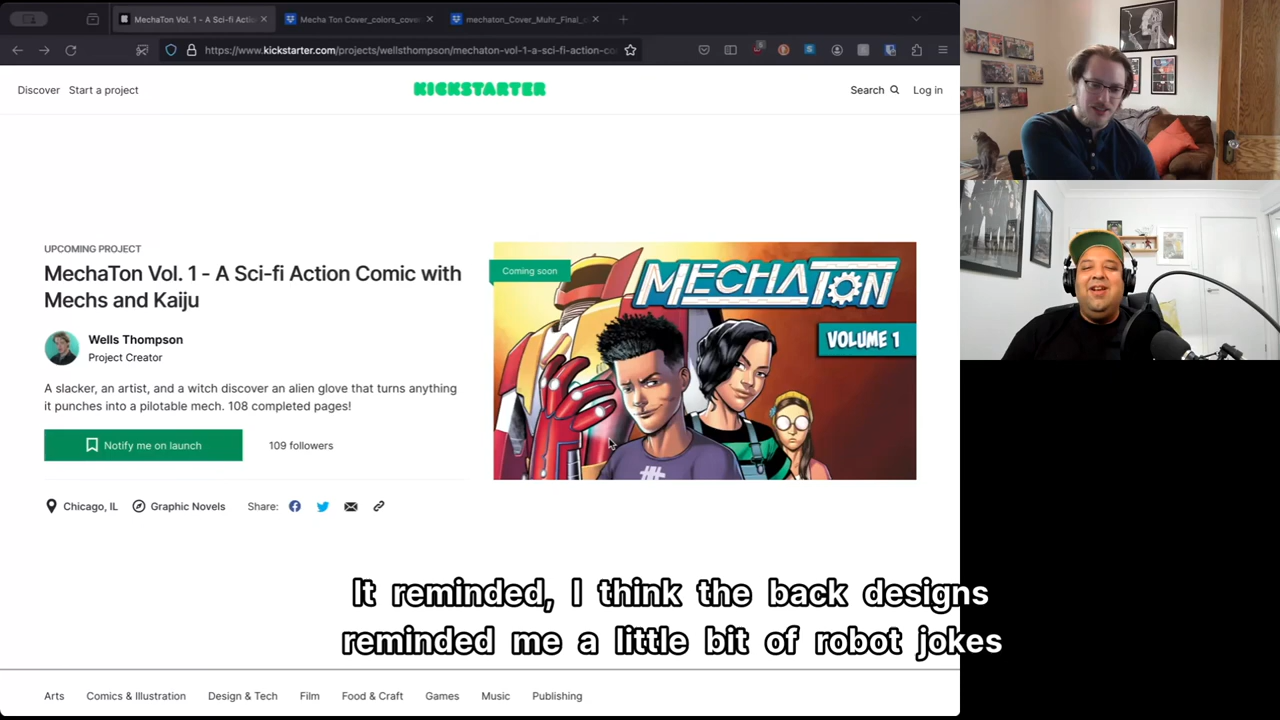 MechaTon Vol. 1 - A Sci-fi Actio
Mecha Ton Cover_colors_cove
mechaton_Cover_Muhr_Final_
https://www.kickstarter.com/projects/wellsthompson/mechaton-vol-1-a-sci-fi-action-co
Discover Start a project
KICKSTARTER
Search
Log in
UPCOMING PROJECT
MechaTon Vol. 1 - A Sci-fi Action Comic with
Mechs and Kaiju
Wells Thompson
Project Creator
A slacker, an artist, and a witch discover an alien glove that turns anything
it punches into a pilotable mech. 108 completed pages!
Notify me on launch
109 followers
Chicago, IL
Graphic Novels
Share:
Coming soon
MECHATON
VOLUME 1
It reminded, I think the back designs
reminded me a little bit of robot jokes
Arts Comics & Illustration Design & Tech Film Food & Craft Games Music Publishing